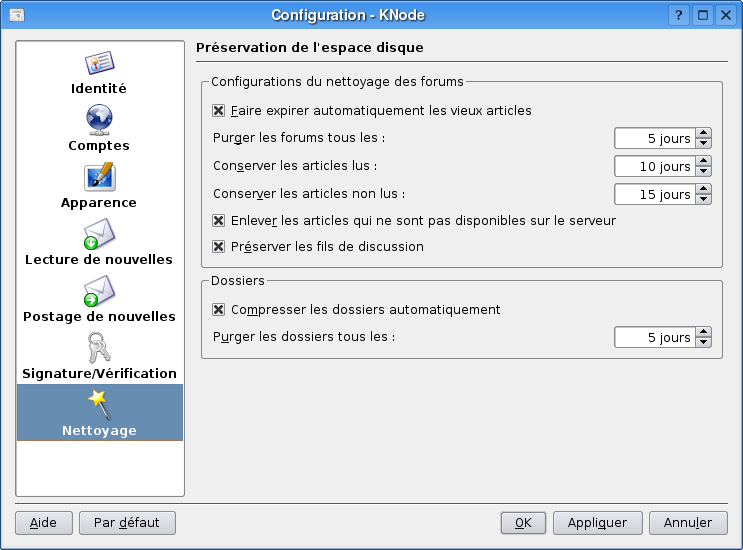 Configuration - KNode
?
Identité
Comptes
Apparence
Lecture de nouvelles
Postage de nouvelles
Signature/Vérification
Nettoyage
Préservation de l'espace disque
Configurations du nettoyage des forums
Faire expirer automatiquement les vieux articles
Purger les forums tous les : 5 jours
Conserver les articles lus : 10 jours
Conserver les articles non lus : 15 jours
Enlever les articles qui ne sont pas disponibles sur le serveur
Préserver les fils de discussion
Dossiers
Compresser les dossiers automatiquement
Purger les dossiers tous les : 5 jours
Aide Par défaut OK Appliquer Annuler